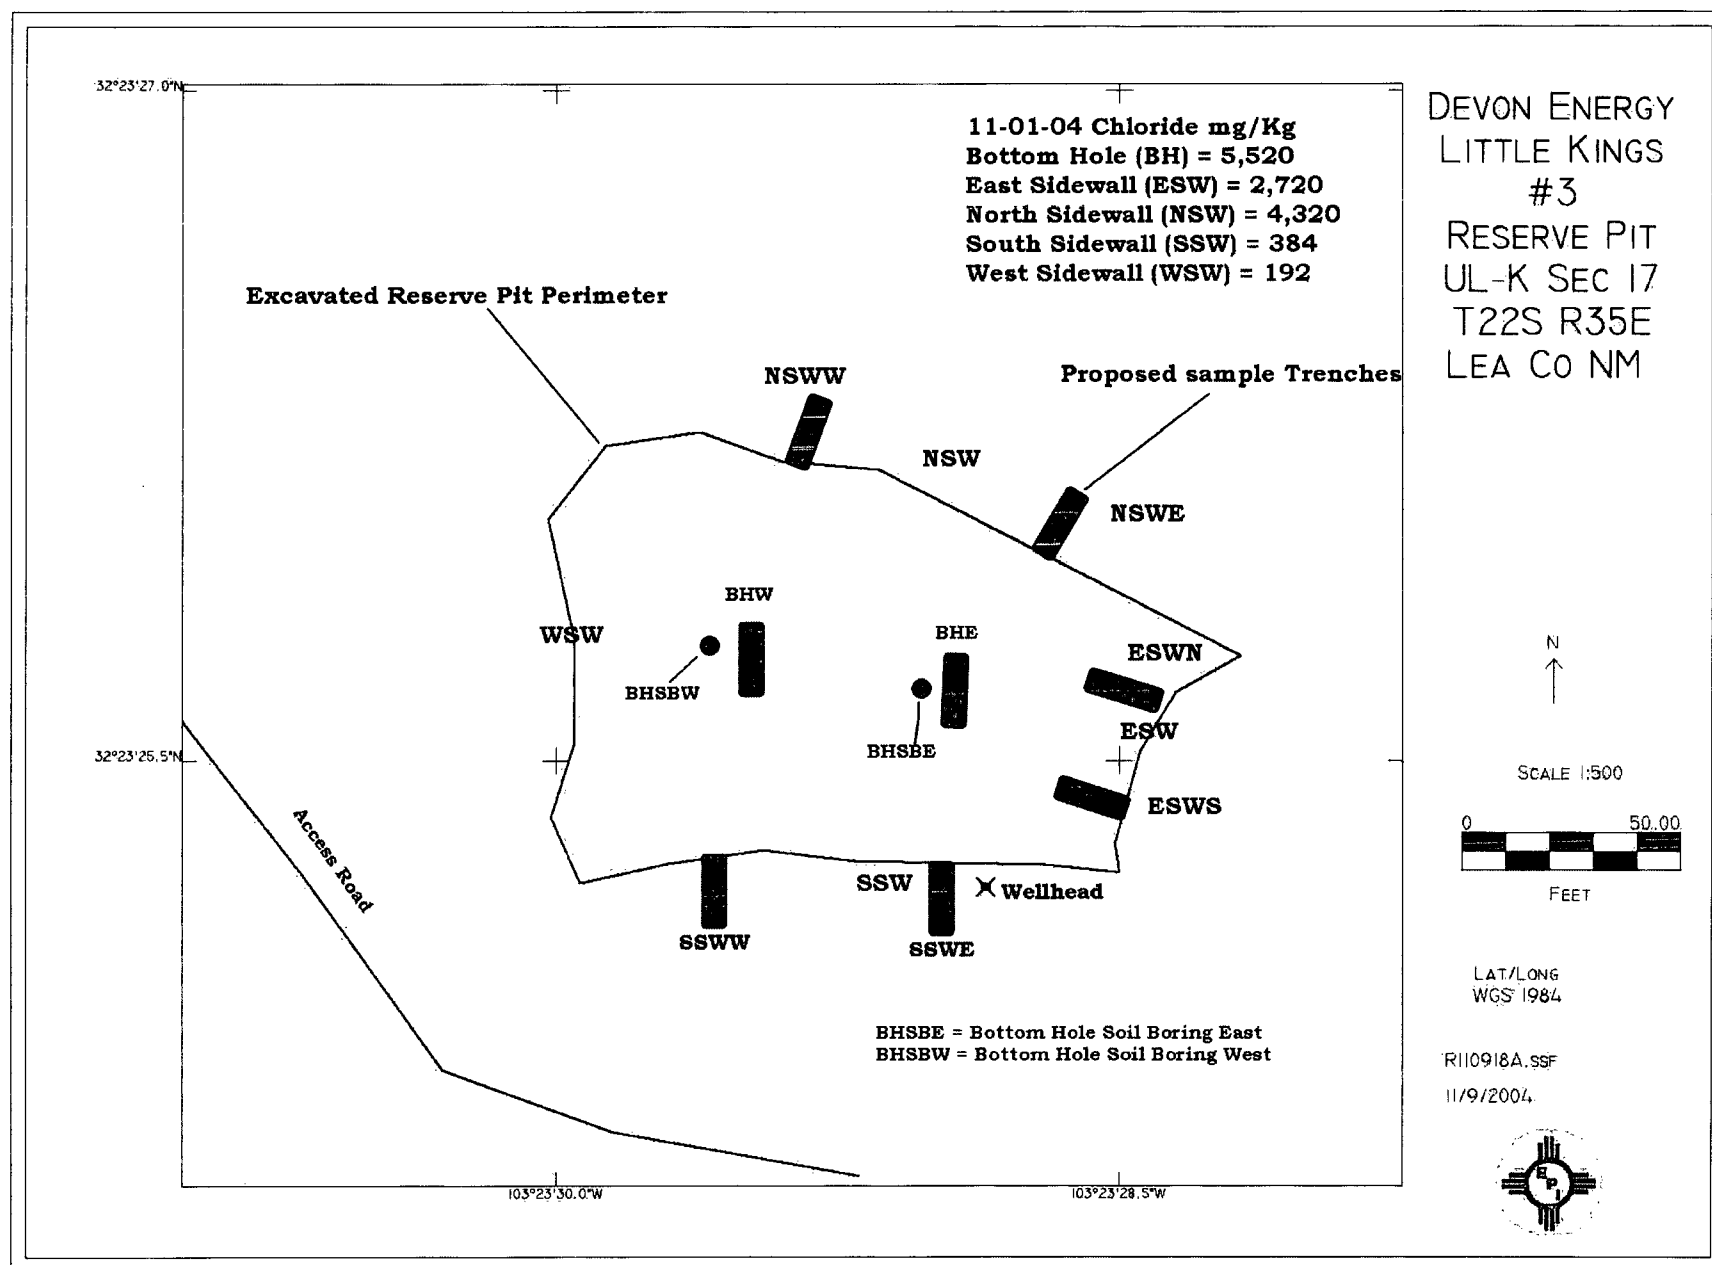 32°23'27.0"N
11-01-04 Chloride mg/Kg
Bottom Hole (BH) = 5,520
East Sidewall (ESW) = 2,720
North Sidewall (NSW) = 4,320
South Sidewall (SSW) = 384
West Sidewall (WSW) = 192
DEVON ENERGY
LITTLE KINGS
#3
RESERVE PIT
UL-K SEC 17
T22S R35E
LEA CO NM
Excavated Reserve Pit Perimeter
NSWW
Proposed sample Trenches
NSW
NSWE
BHW
WSW
BHE
ESWN
BHSBW
ESW
BHSBE
32°23'25.5"N
ESWS
Access Road
SSW
Wellhead
SSWW
SSWE
N
SCALE 1:500
0 50.00
FEET
LAT/LONG
WGS 1984
BHSBE = Bottom Hole Soil Boring East
BHSBW = Bottom Hole Soil Boring West
R110918A.SSF
11/9/2004
103°23'30.0"W
103°23'28.5"W
EPI